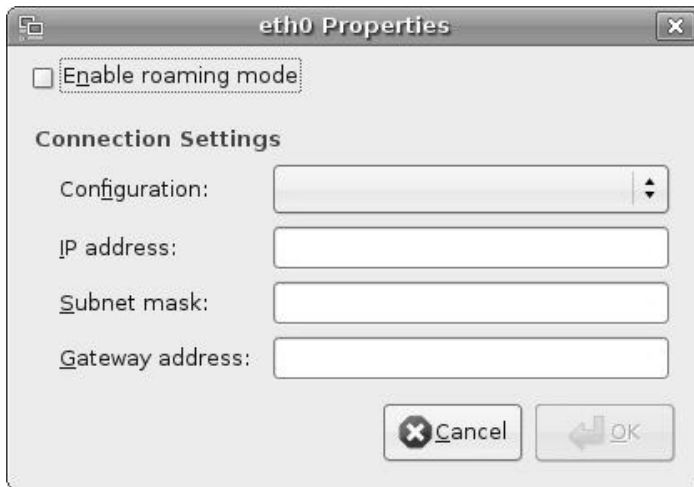 eth0 Properties
Enable roaming mode
Connection Settings
Configuration:
IP address:
Subnet mask:
Gateway address:
Cancel
OK